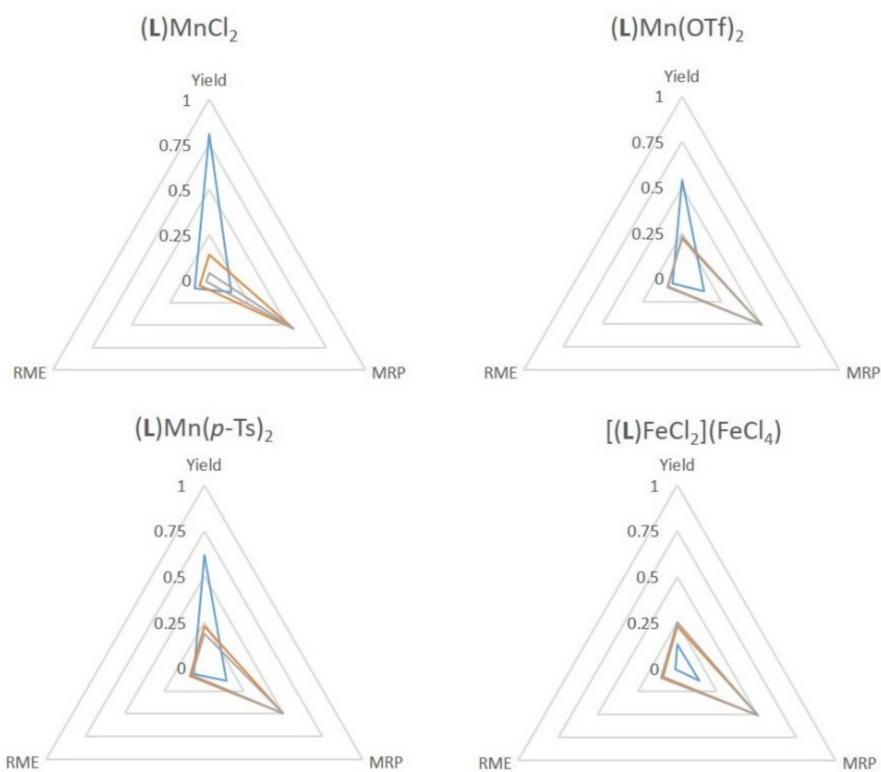 (L)MnCl₂
Yield
1
0.75
0.5
0.25
0
RME
MRP
(L)Mn(OTf)₂
Yield
1
0.75
0.5
0.25
0
RME
MRP
(L)Mn(p-Ts)₂
Yield
1
0.75
0.5
0.25
0
RME
MRP
[(L)FeCl₂](FeCl₄)
Yield
1
0.75
0.5
0.25
0
RME
MRP